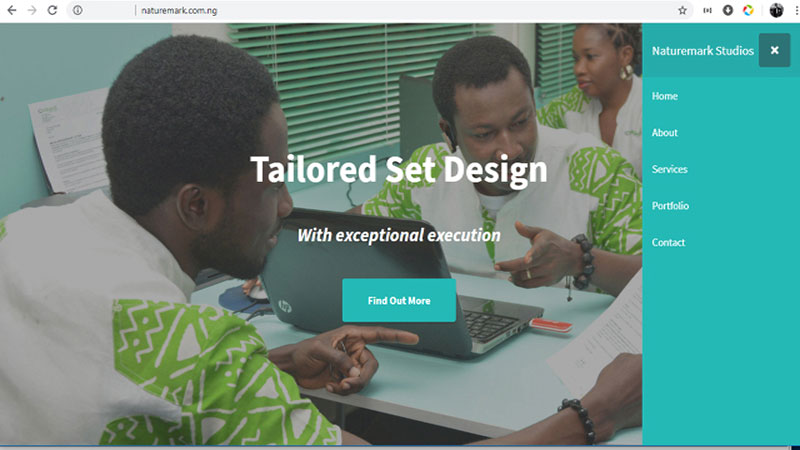 naturemark.com.ng
Naturemark Studios
Home
About
Services
Portfolio
Contact
Tailored Set Design
With exceptional execution
Find Out More
hp